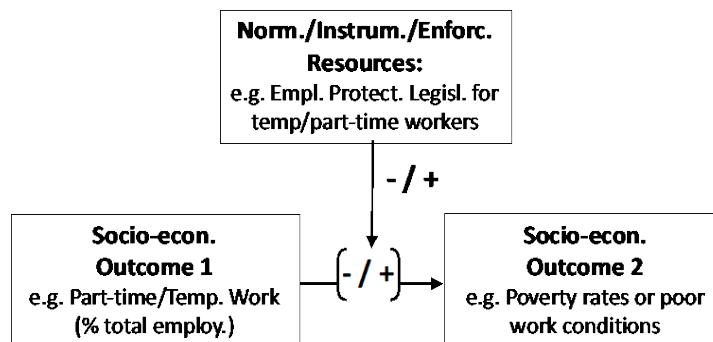 Norm./Instrum./Enforc.
Resources:
e.g. Empl. Protect. Legisl. for
temp/part-time workers
- / +
Socio-econ.
Outcome 1
e.g. Part-time/Temp. Work
(% total employ.)
(- / +)
Socio-econ.
Outcome 2
e.g. Poverty rates or poor
work conditions